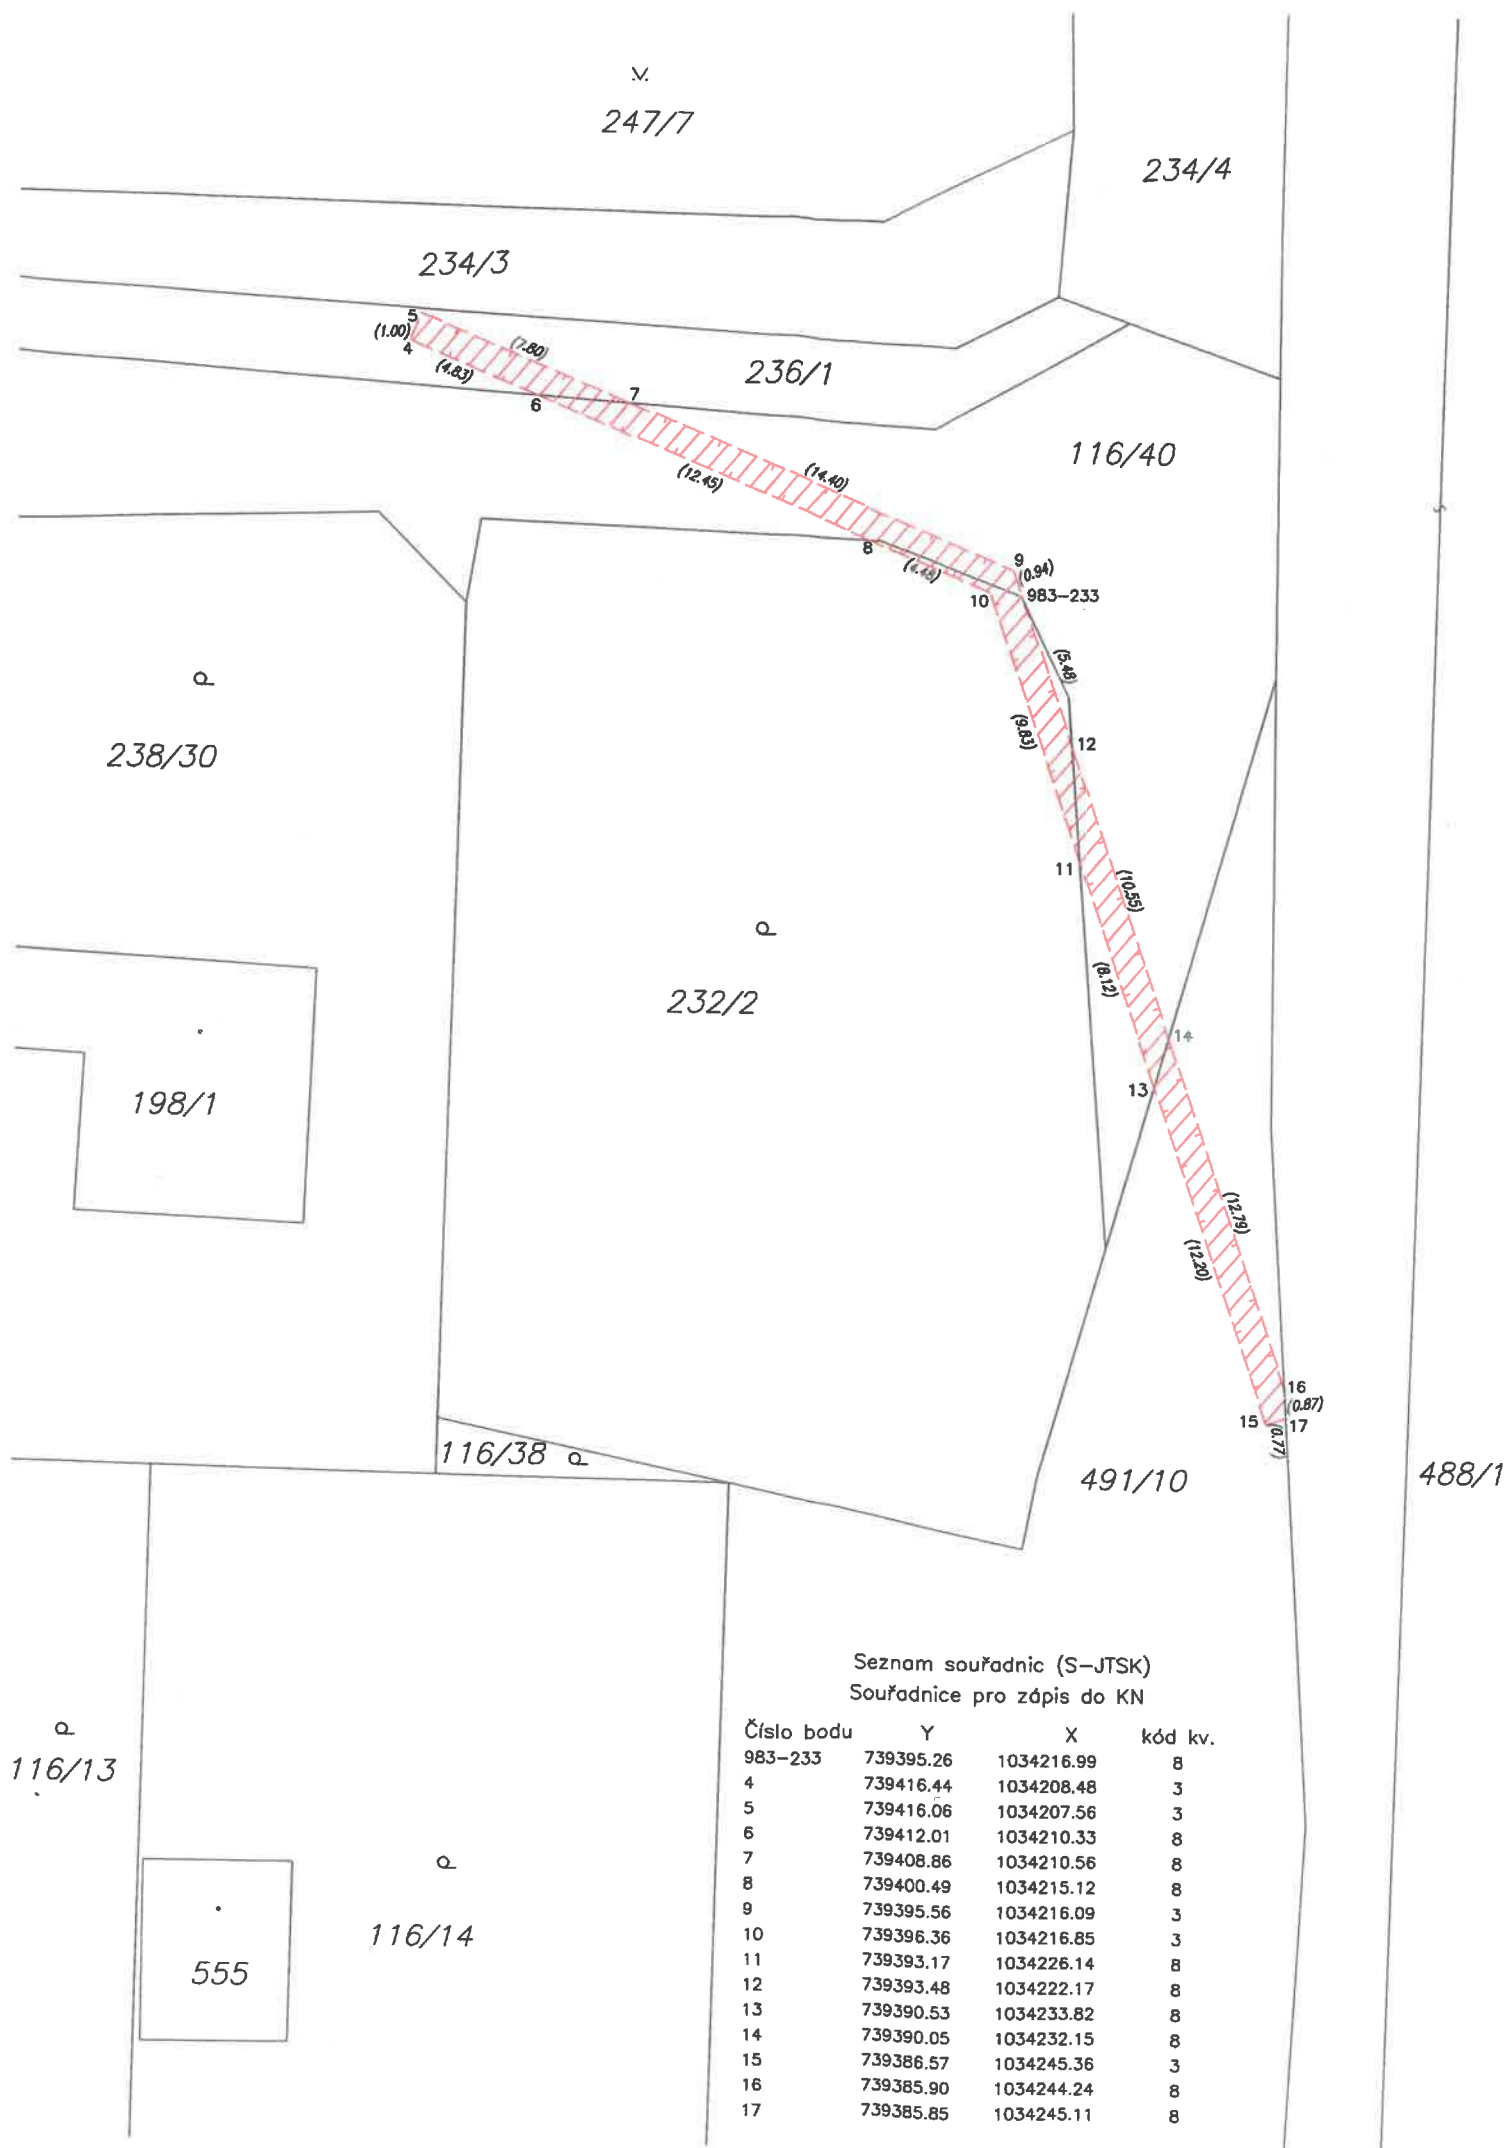 v.
247/7
234/4
234/3
5
(1.00)
4
(7.80)
(4.83)
236/1
7
6
116/40
(14.40)
(12.45)
8
9
(0.94)
(4.48)
10
983-233
(5.48)
238/30
(9.83)
12
11
(10.55)
232/2
(8.12)
14
13
198/1
(12.79)
(12.20)
16
(0.87)
15
17
(0.77)
116/38
491/10
488/1
Seznam souřadnic (S-JTSK)
Souřadnice pro zápis do KN
Číslo bodu Y X kód kv.
983-233 739395.26 1034216.99 8
4 739416.44 1034208.48 3
5 739416.06 1034207.56 3
6 739412.01 1034210.33 8
7 739408.86 1034210.56 8
8 739400.49 1034215.12 8
9 739395.56 1034216.09 3
10 739396.36 1034216.85 3
11 739393.17 1034226.14 8
12 739393.48 1034222.17 8
13 739390.53 1034233.82 8
14 739390.05 1034232.15 8
15 739386.57 1034245.36 3
16 739385.90 1034244.24 8
17 739385.85 1034245.11 8
116/13
116/14
555